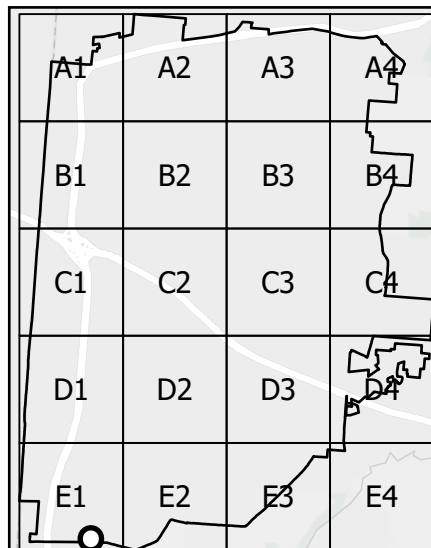 A1 A2 A3 A4
B1 B2 B3 B4
C1 C2 C3 C4
D1 D2 D3 D4
E1 E2 E3 E4